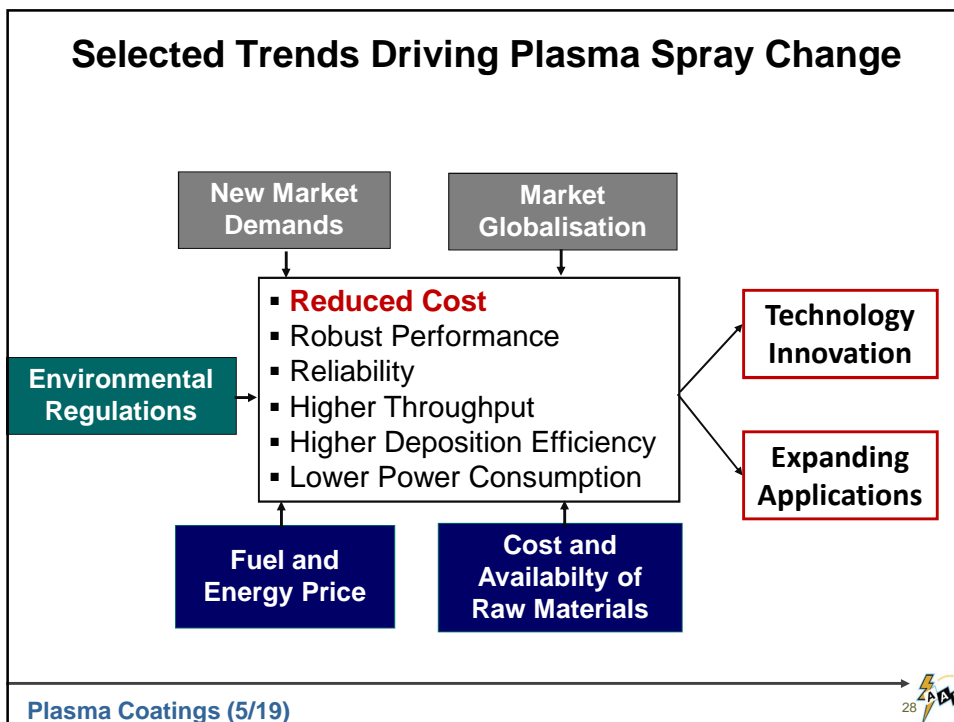 Selected Trends Driving Plasma Spray Change
New Market
Demands
Market
Globalisation
Environmental
Regulations
▪ Reduced Cost
▪ Robust Performance
▪ Reliability
▪ Higher Throughput
▪ Higher Deposition Efficiency
▪ Lower Power Consumption
Technology
Innovation
Expanding
Applications
Fuel and
Energy Price
Cost and
Availabilty of
Raw Materials
Plasma Coatings (5/19)
28